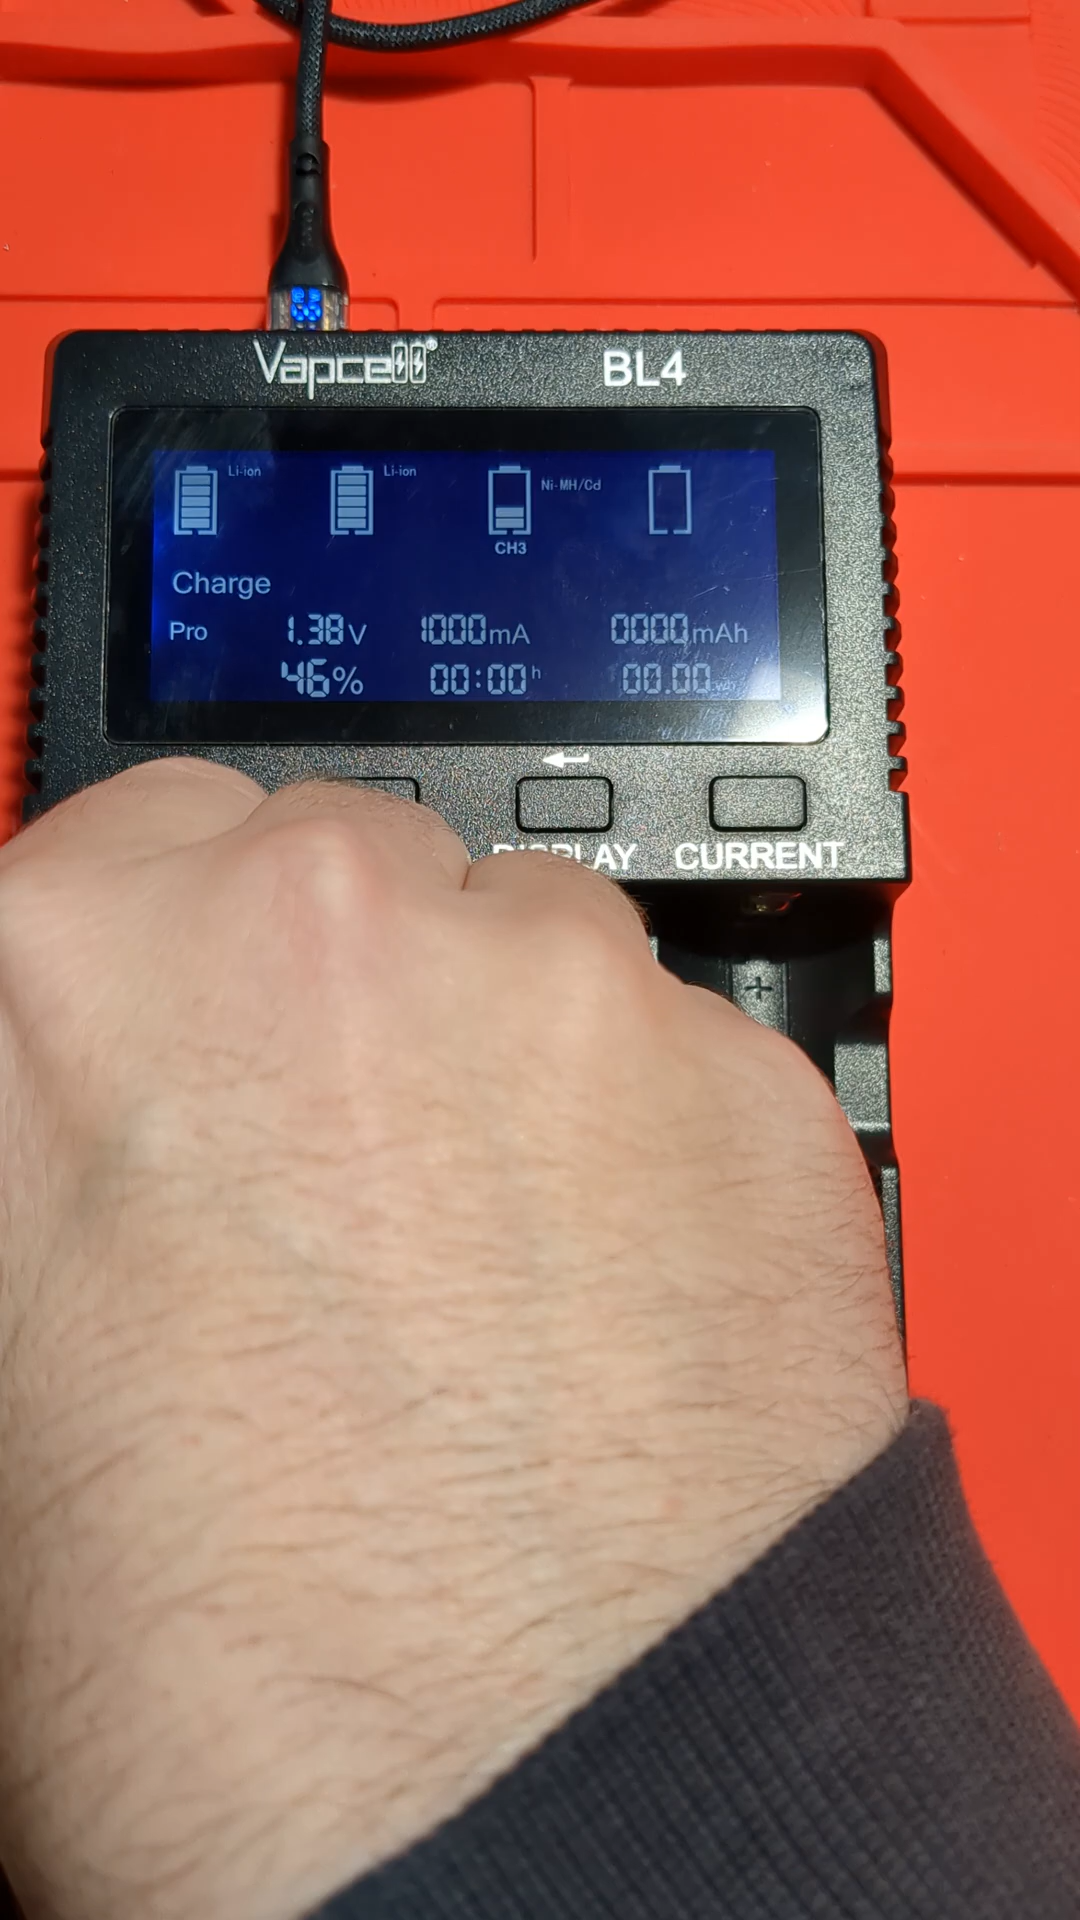 Vapcell® BL4
Li-ion Li-ion Ni-MH/Cd
CH3
Charge
Pro 1.38V 1000mA 0000mAh
46% 00:00h 00.00
DISPLAY CURRENT
+